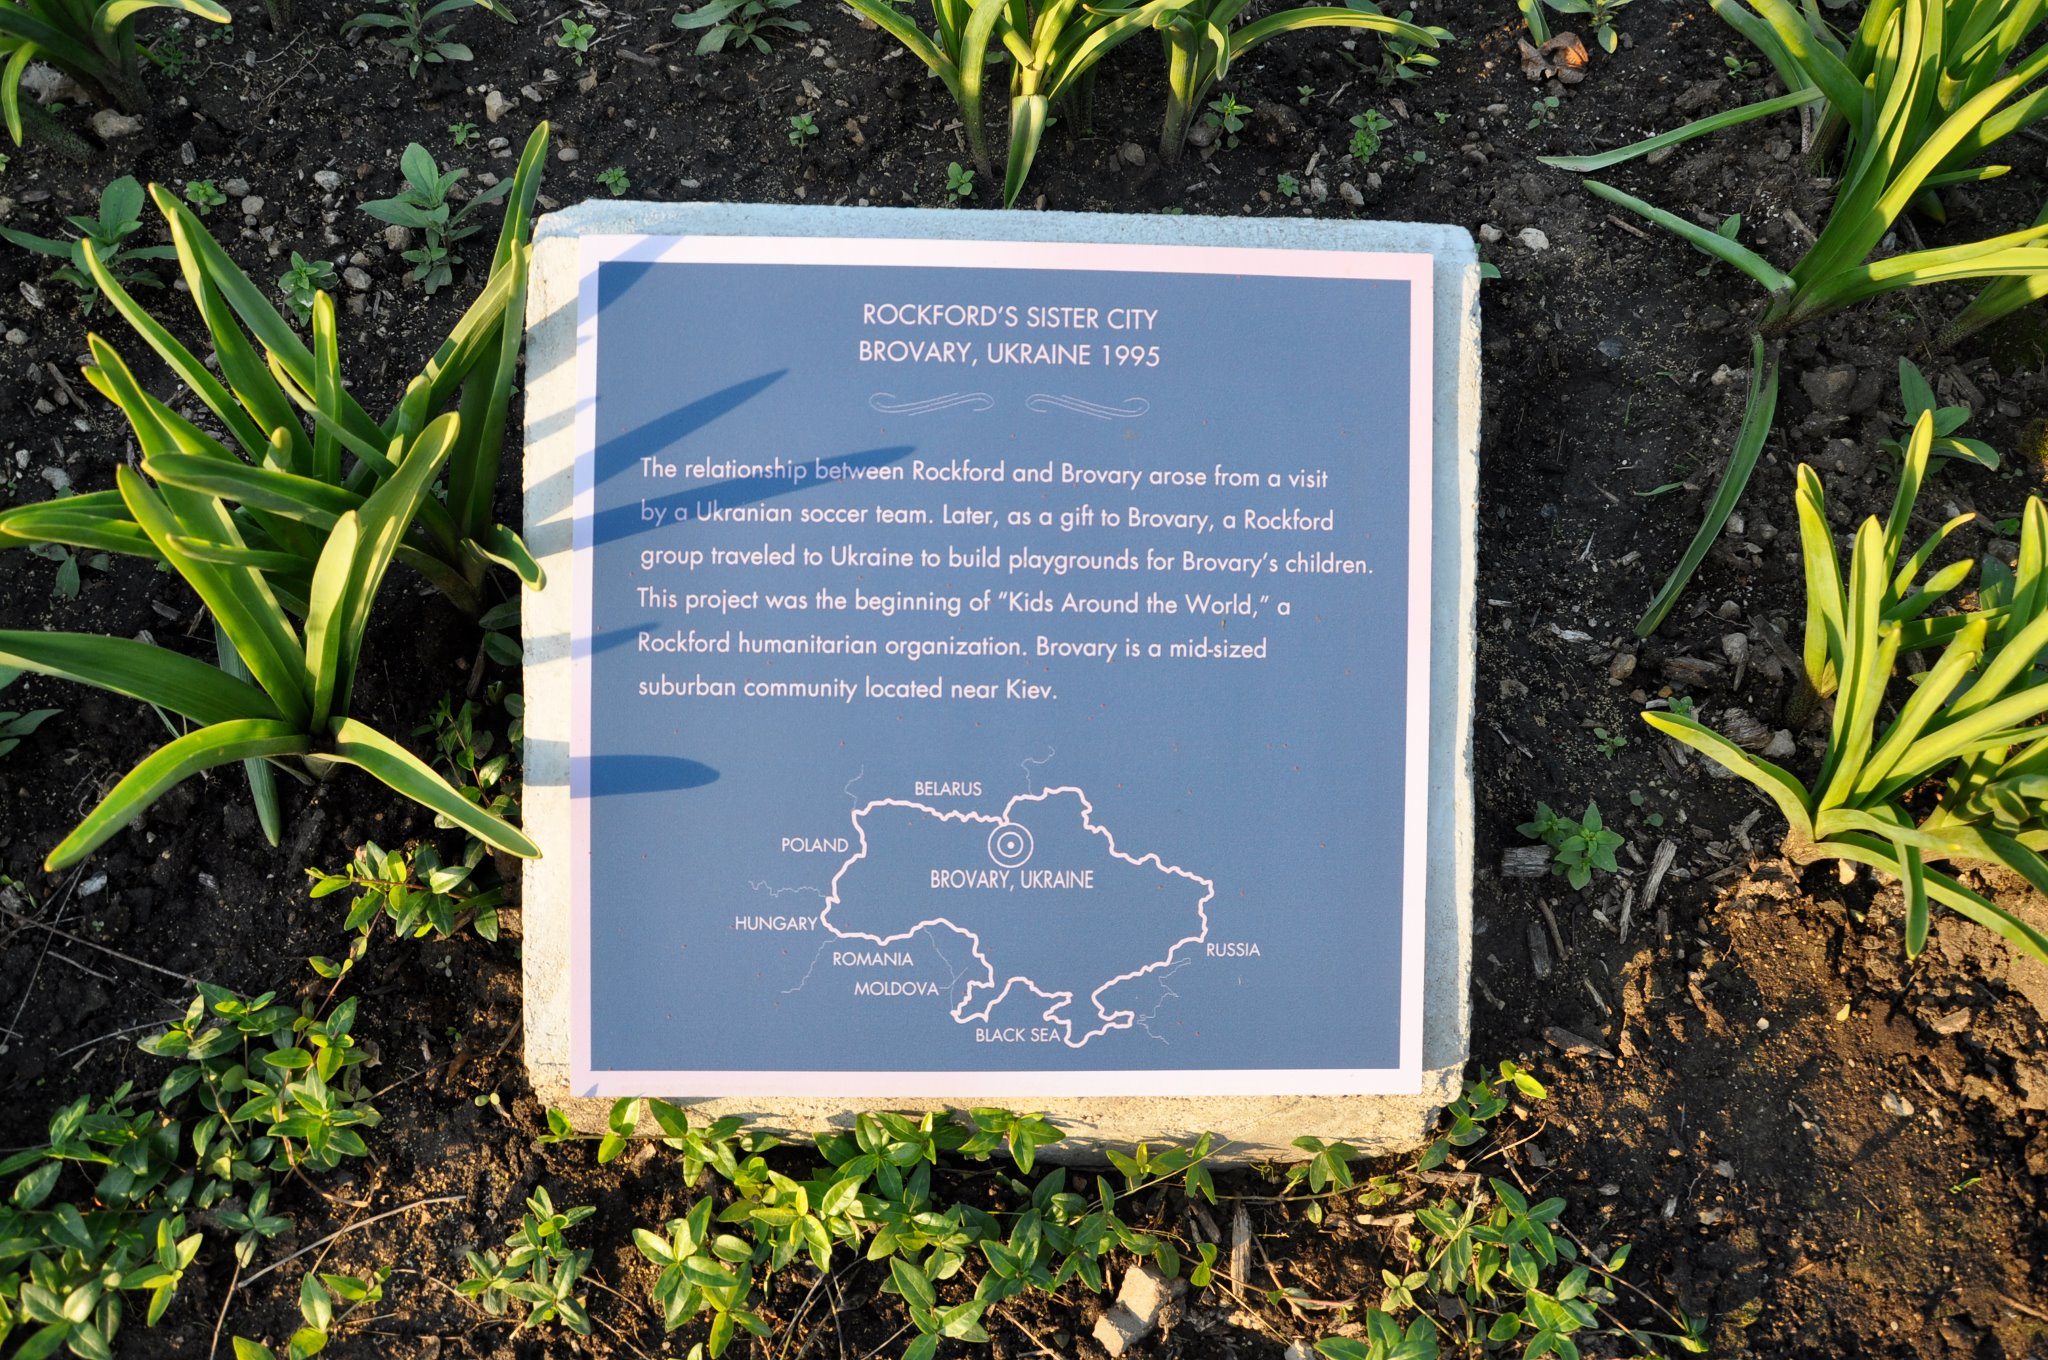 ROCKFORD'S SISTER CITY
BROVARY, UKRAINE 1995
The relationship between Rockford and Brovary arose from a visit
by a Ukranian soccer team. Later, as a gift to Brovary, a Rockford
group traveled to Ukraine to build playgrounds for Brovary's children.
This project was the beginning of “Kids Around the World,” a
Rockford humanitarian organization. Brovary is a mid-sized
suburban community located near Kiev.
BELARUS
POLAND
BROVARY, UKRAINE
HUNGARY
RUSSIA
ROMANIA
MOLDOVA
BLACK SEA